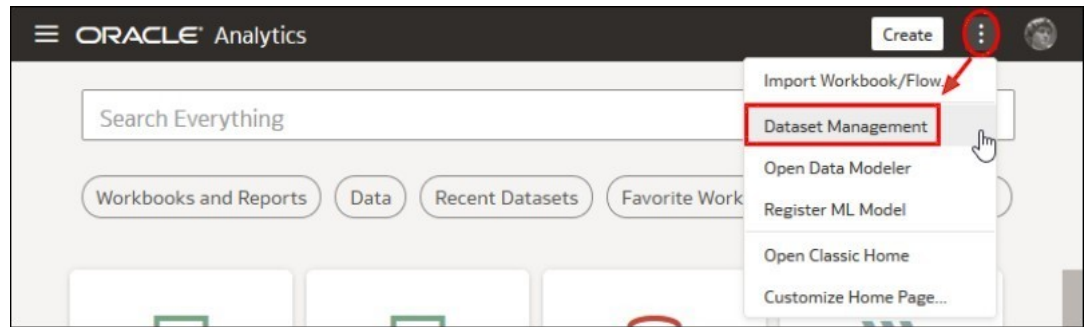 ORACLE Analytics
Create
Import Workbook/Flow...
Search Everything
Dataset Management
Open Data Modeler
Workbooks and Reports
Data
Recent Datasets
Favorite Work
Register ML Model
Open Classic Home
Customize Home Page...